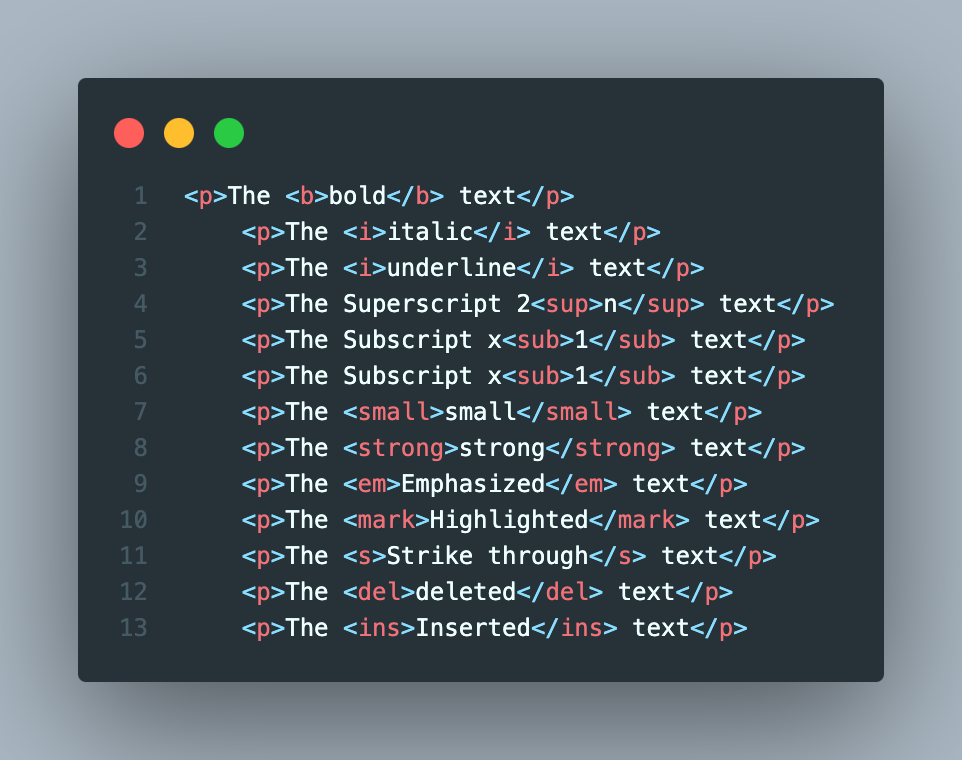 1 <p>The <b>bold</b> text</p>
2 <p>The <i>italic</i> text</p>
3 <p>The <i>underline</i> text</p>
4 <p>The Superscript 2<sup>n</sup> text</p>
5 <p>The Subscript x<sub>1</sub> text</p>
6 <p>The Subscript x<sub>1</sub> text</p>
7 <p>The <small>small</small> text</p>
8 <p>The <strong>strong</strong> text</p>
9 <p>The <em>Emphasized</em> text</p>
10 <p>The <mark>Highlighted</mark> text</p>
11 <p>The <s>Strike through</s> text</p>
12 <p>The <del>deleted</del> text</p>
13 <p>The <ins>Inserted</ins> text</p>